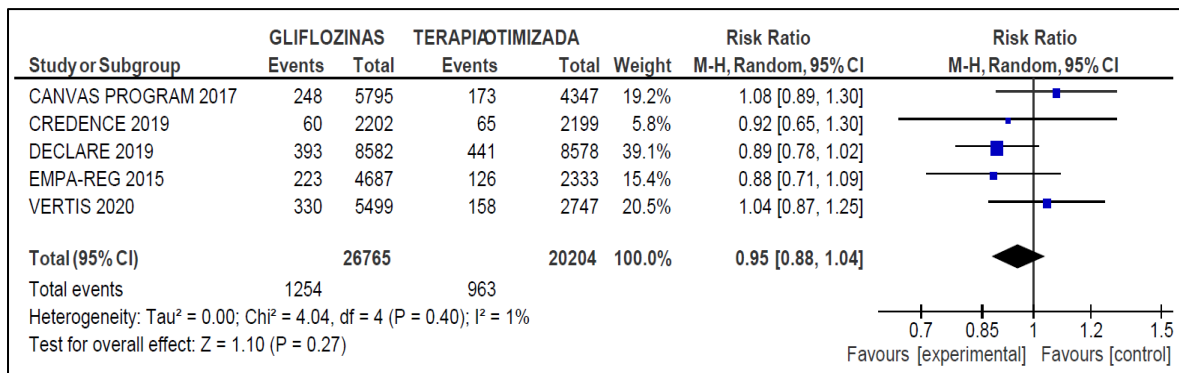 GLIFLOZINAS TERAPIA OTIMIZADA Risk Ratio Risk Ratio
Study or Subgroup Events Total Events Total Weight M-H, Random, 95% CI M-H, Random, 95% CI
CANVAS PROGRAM 2017 248 5795 173 4347 19.2% 1.08 [0.89, 1.30]
CREDENCE 2019 60 2202 65 2199 5.8% 0.92 [0.65, 1.30]
DECLARE 2019 393 8582 441 8578 39.1% 0.89 [0.78, 1.02]
EMPA-REG 2015 223 4687 126 2333 15.4% 0.88 [0.71, 1.09]
VERTIS 2020 330 5499 158 2747 20.5% 1.04 [0.87, 1.25]
Total (95% CI) 26765 20204 100.0% 0.95 [0.88, 1.04]
Total events 1254 963
Heterogeneity: Tau² = 0.00; Chi² = 4.04, df = 4 (P = 0.40); I² = 1%
Test for overall effect: Z = 1.10 (P = 0.27)
0.7 0.85 1 1.2 1.5
Favours [experimental] Favours [control]